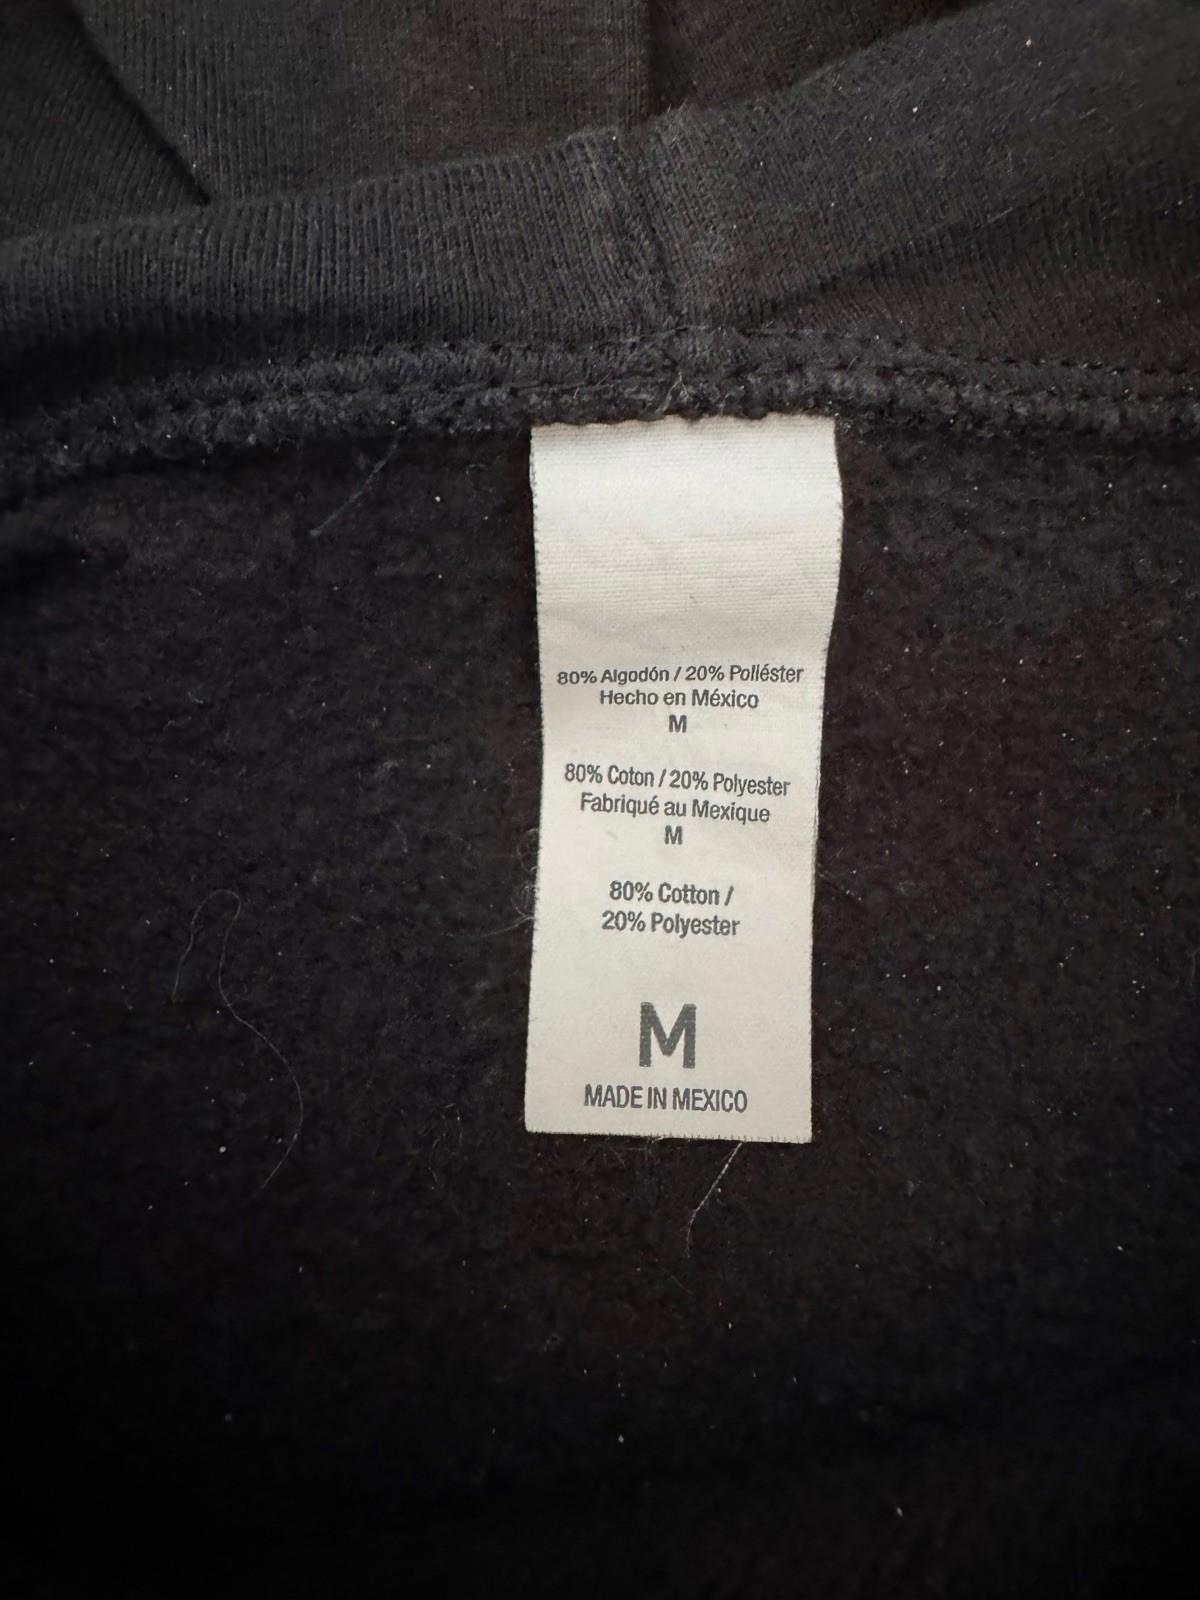 80% Algodón / 20% Poliéster
Hecho en México
M
80% Coton / 20% Polyester
Fabriqué au Mexique
M
80% Cotton /
20% Polyester
M
MADE IN MEXICO